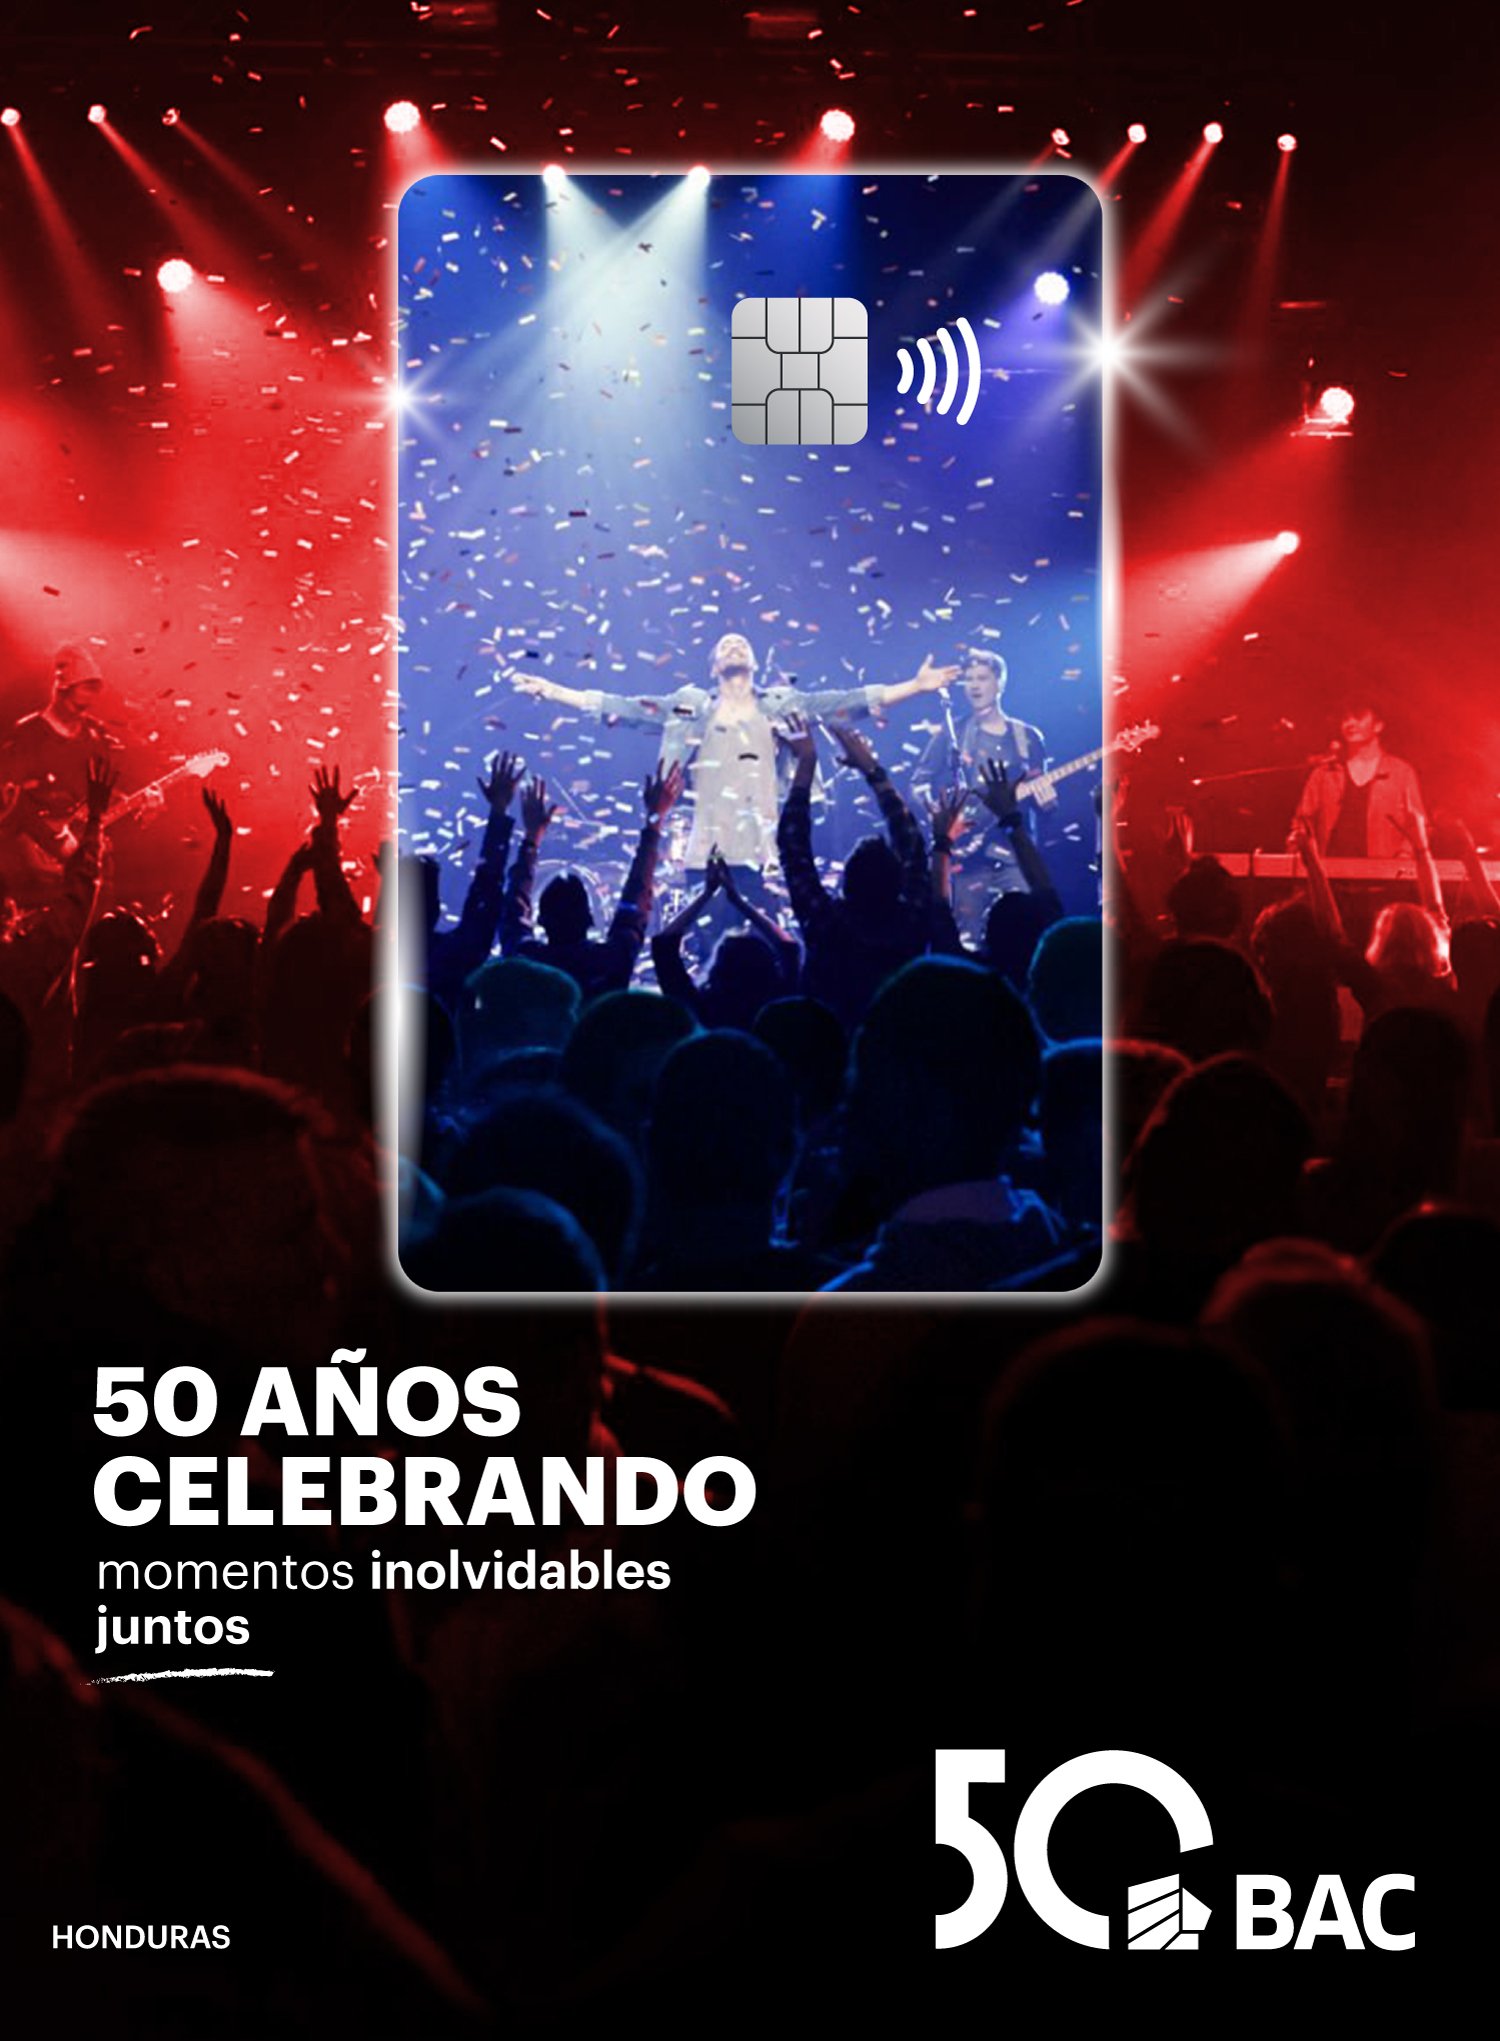 50 AÑOS
CELEBRANDO
momentos inolvidables
juntos
50 BAC
HONDURAS